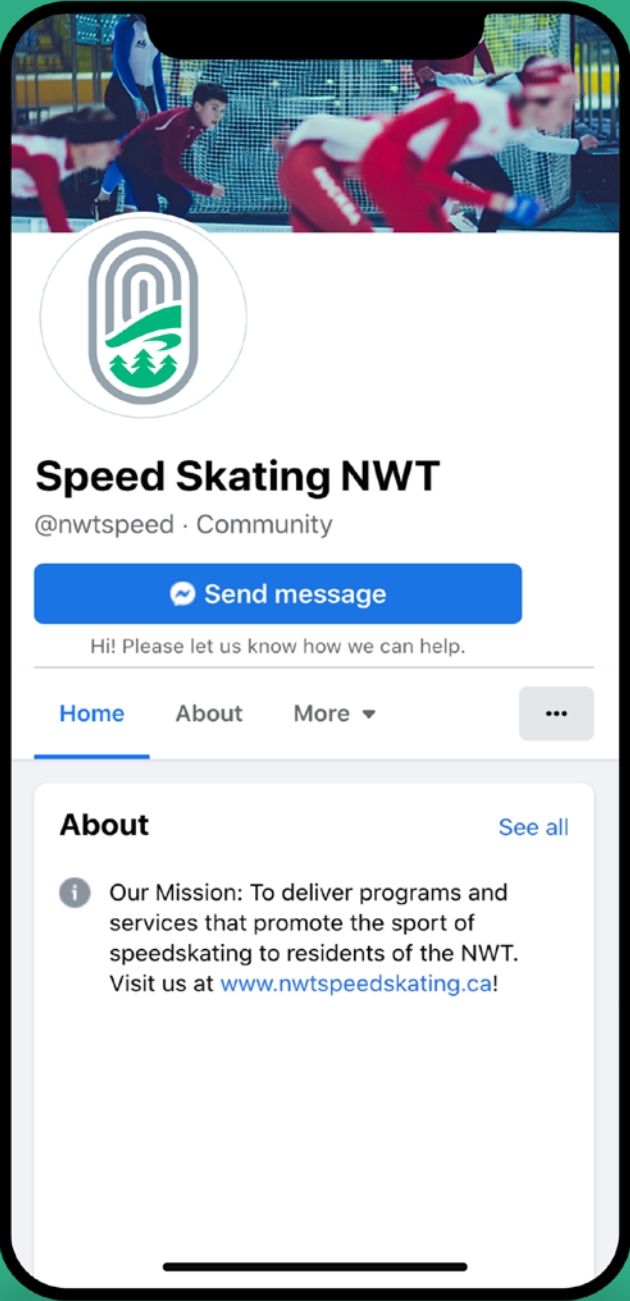 Speed Skating NWT
@nwtspeed · Community
Send message
Hi! Please let us know how we can help.
Home About More
About See all
Our Mission: To deliver programs and
services that promote the sport of
speedskating to residents of the NWT.
Visit us at www.nwtspeedskating.ca!